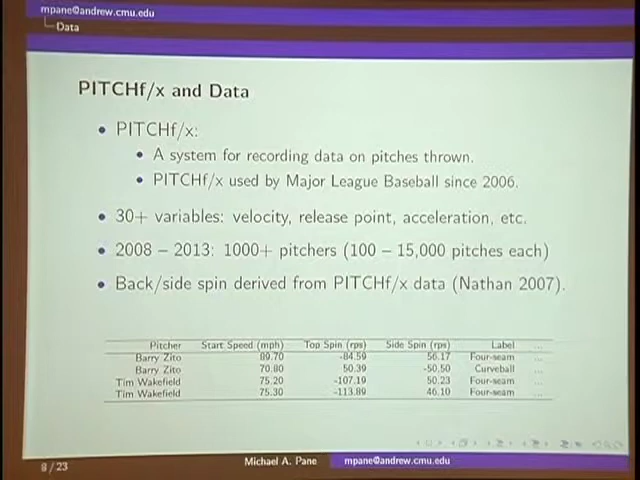 mpane@andrew.cmu.edu
Data
PITCHf/x and Data
• PITCHf/x:
• A system for recording data on pitches thrown.
• PITCHf/x used by Major League Baseball since 2006.
• 30+ variables: velocity, release point, acceleration, etc.
• 2008 – 2013: 1000+ pitchers (100 – 15,000 pitches each)
• Back/side spin derived from PITCHf/x data (Nathan 2007).
Pitcher Start Speed (mph) Top Spin (rps) Side Spin (rps) Label ...
Barry Zito 89.70 -84.59 56.17 Four-seam ...
Barry Zito 70.80 50.39 -50.50 Curveball ...
Tim Wakefield 75.20 -107.19 50.23 Four-seam ...
Tim Wakefield 75.30 -113.89 46.10 Four-seam ...
8 / 23
Michael A. Pane mpane@andrew.cmu.edu